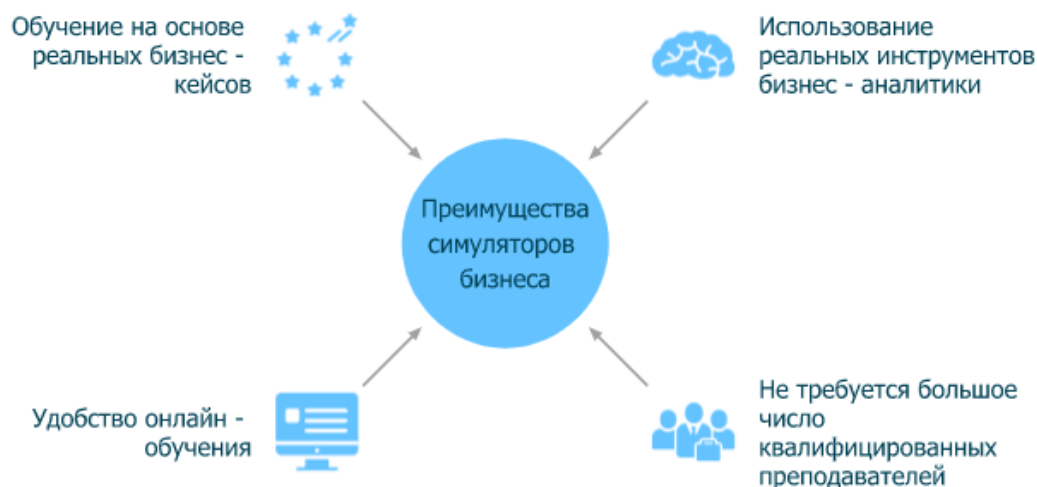 Обучение на основе
реальных бизнес -
кейсов
Использование
реальных инструментов
бизнес - аналитики
Преимущества
симуляторов
бизнеса
Удобство онлайн -
обучения
Не требуется большое
число
квалифицированных
преподавателей